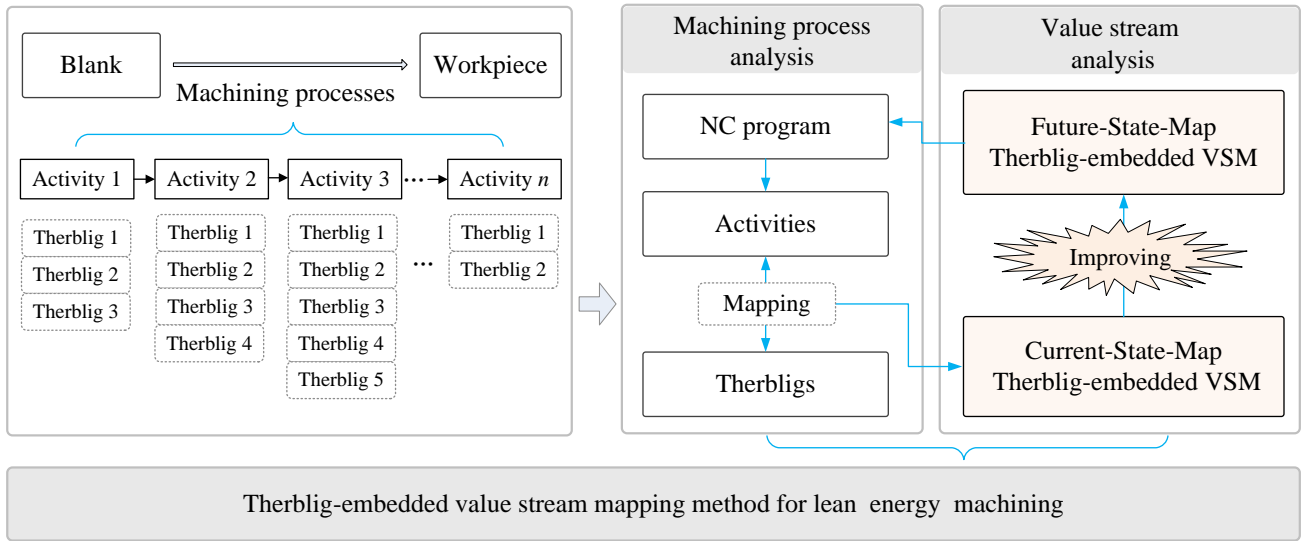 Blank
Workpiece
Machining processes
Activity 1
Activity 2
Activity 3
...
Activity n
Therblig 1
Therblig 2
Therblig 3
Therblig 1
Therblig 2
Therblig 3
Therblig 4
Therblig 1
Therblig 2
Therblig 3
Therblig 4
Therblig 5
...
Therblig 1
Therblig 2
Machining process
analysis
NC program
Activities
Mapping
Therbligs
Value stream
analysis
Future-State-Map
Therblig-embedded VSM
Improving
Current-State-Map
Therblig-embedded VSM
Therblig-embedded value stream mapping method for lean energy machining